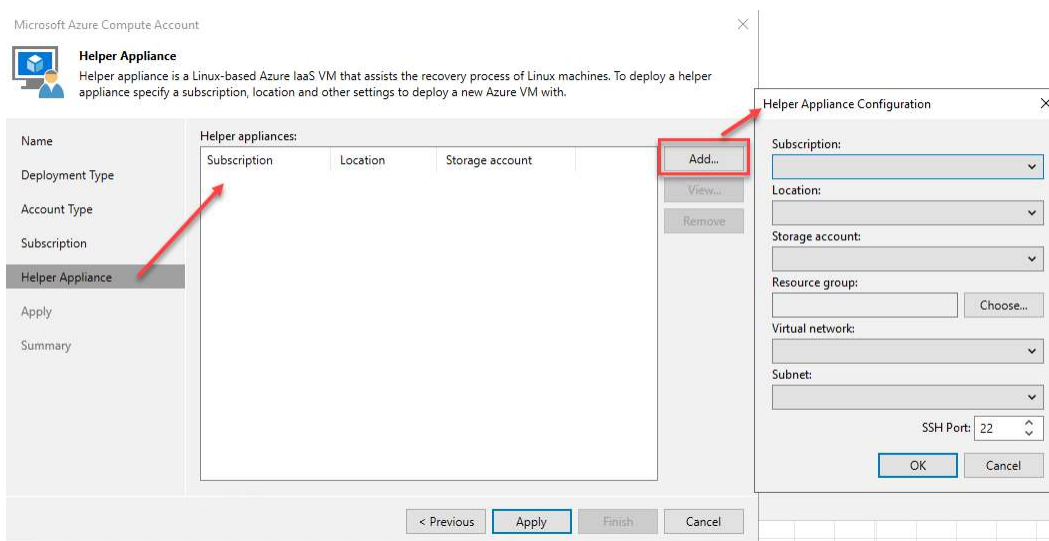 Microsoft Azure Compute Account
Helper Appliance
Helper appliance is a Linux-based Azure IaaS VM that assists the recovery process of Linux machines. To deploy a helper
appliance specify a subscription, location and other settings to deploy a new Azure VM with.
Name
Deployment Type
Account Type
Subscription
Helper Appliance
Apply
Summary
Helper appliances:
Subscription Location Storage account
Add...
View...
Remove
< Previous Apply Finish Cancel
Helper Appliance Configuration
Subscription:
Location:
Storage account:
Resource group:
Choose...
Virtual network:
Subnet:
SSH Port: 22
OK Cancel